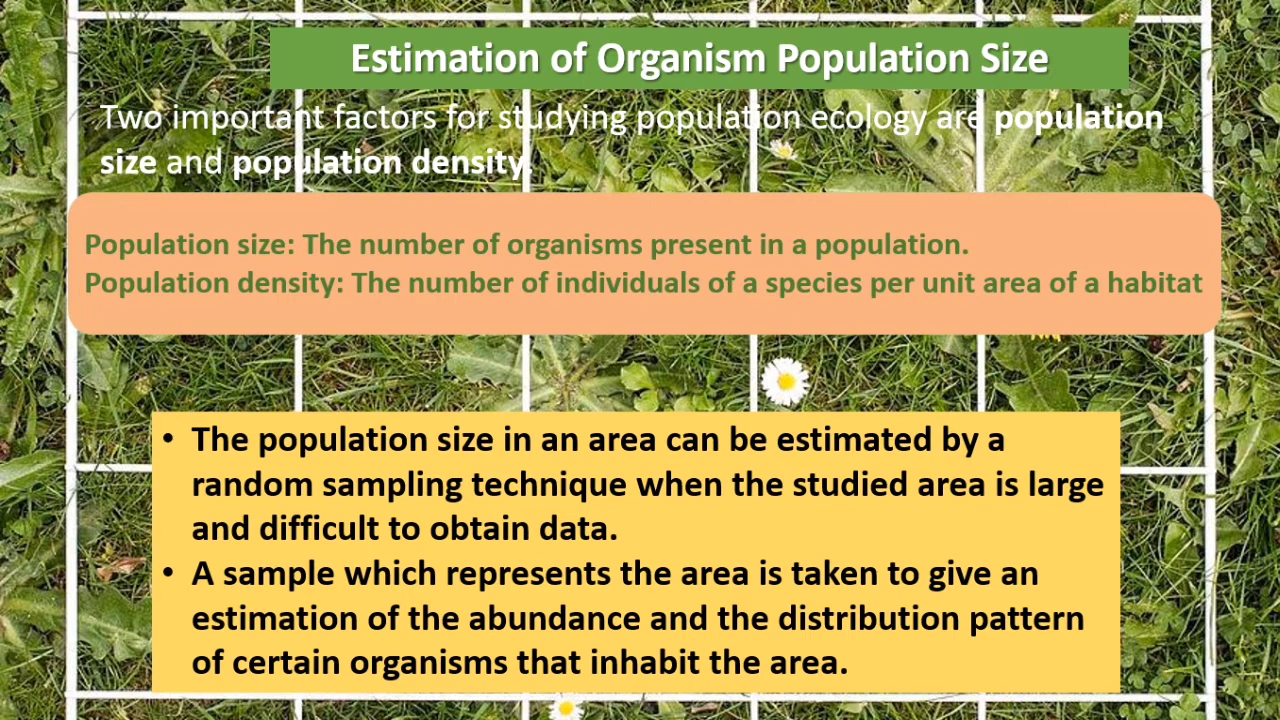 Estimation of Organism Population Size
Two important factors for studying population ecology are population
size and population density.
Population size: The number of organisms present in a population.
Population density: The number of individuals of a species per unit area of a habitat
• The population size in an area can be estimated by a
random sampling technique when the studied area is large
and difficult to obtain data.
• A sample which represents the area is taken to give an
estimation of the abundance and the distribution pattern
of certain organisms that inhabit the area.